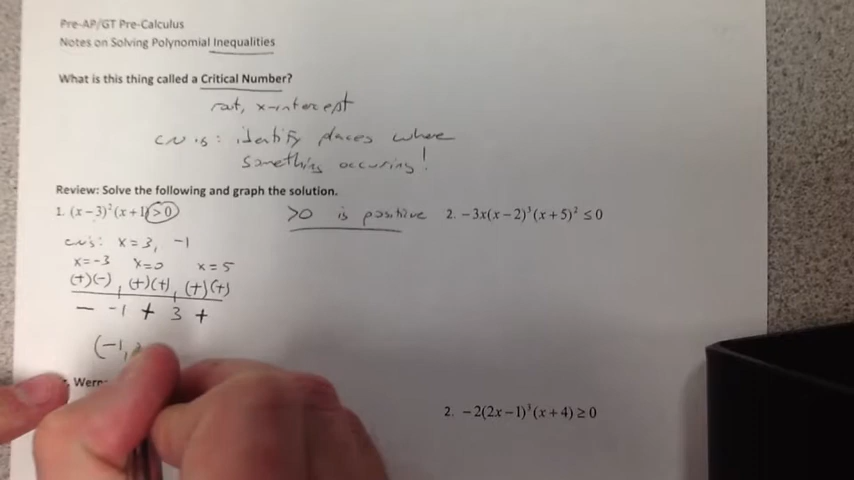 Pre-AP/GT Pre-Calculus
Notes on Solving Polynomial Inequalities
What is this thing called a Critical Number?
root, x-intercept
CN is: identify places where
something occuring!
Review: Solve the following and graph the solution.
1. (x−3)²(x+1)>0
>0 is positive
2. −3x(x−2)³(x+5)² ≤ 0
CN's: x=3, -1
x=-3 x=0 x=5
(+)(-) (+)(+) (+)(+)
- -1 + 3 +
(-1,
2. −2(2x−1)³(x+4) ≥ 0